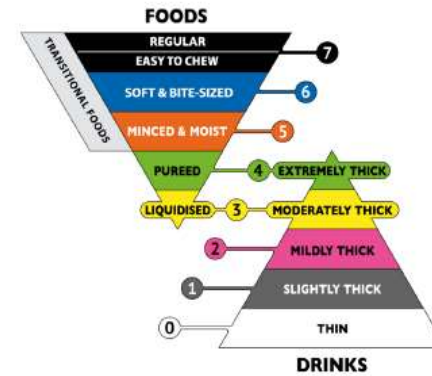 FOODS
REGULAR
7
EASY TO CHEW
TRANSITIONAL FOODS
SOFT & BITE-SIZED
6
MINCED & MOIST
5
PUREED
4
EXTREMELY THICK
LIQUIDISED
3
MODERATELY THICK
2
MILDLY THICK
1
SLIGHTLY THICK
0
THIN
DRINKS